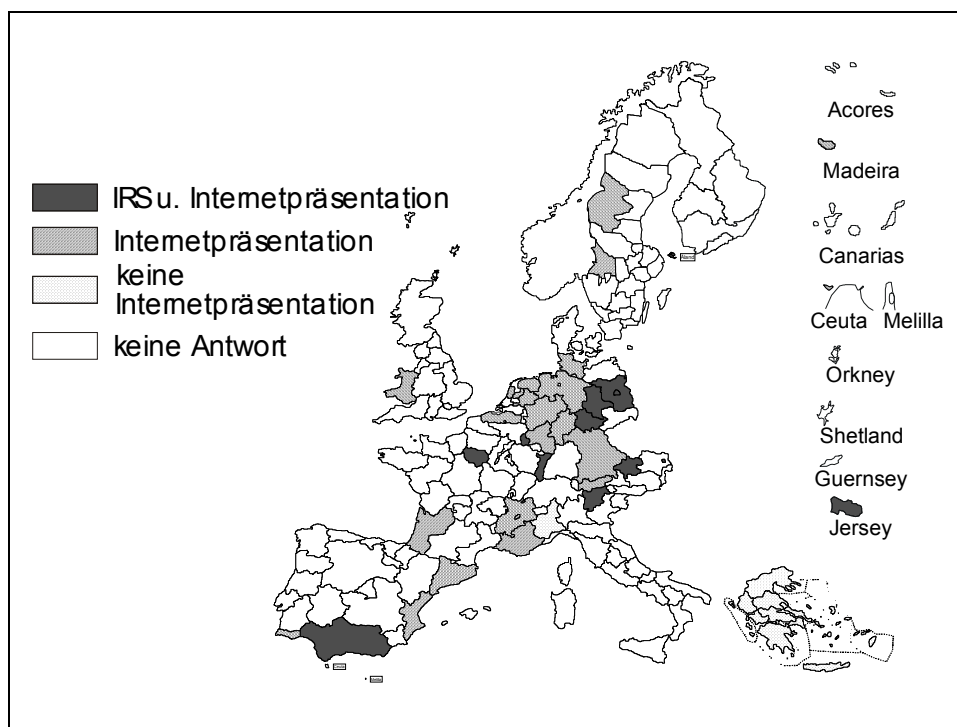 IRS u. Internetpräsentation
Internetpräsentation
keine
Internetpräsentation
keine Antwort
Acores
Madeira
Canarias
Ceuta Melilla
Orkney
Shetland
Guernsey
Jersey